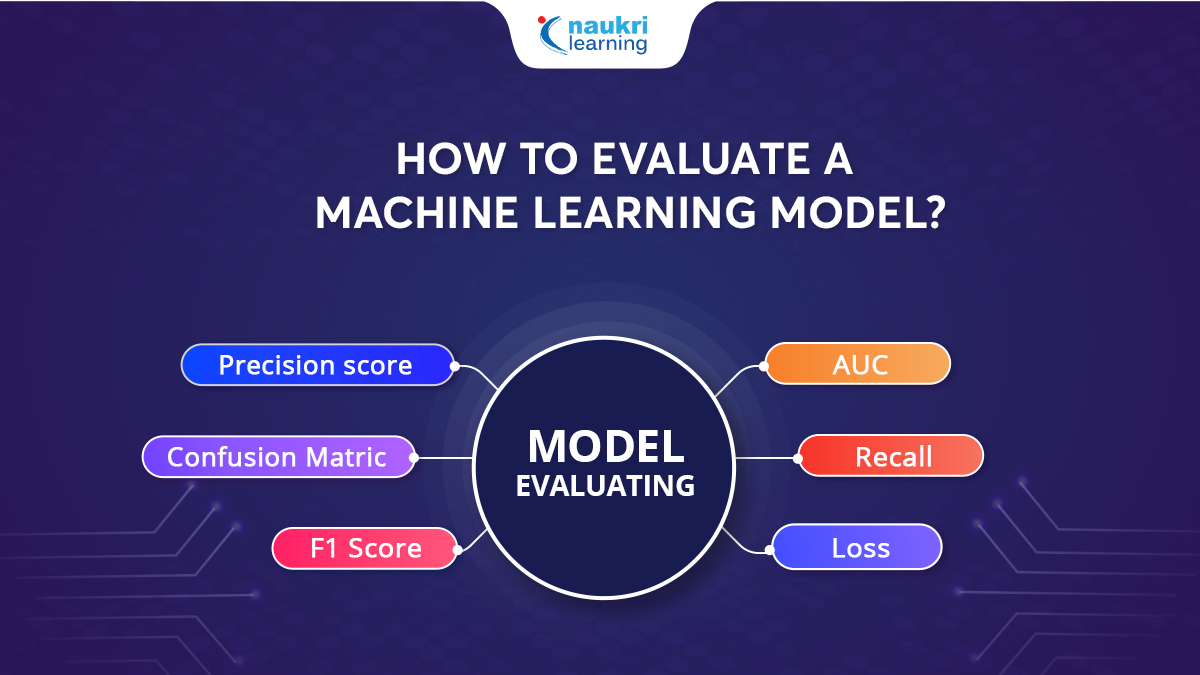 naukri
learning
HOW TO EVALUATE A
MACHINE LEARNING MODEL?
Precision score
Confusion Matric
F1 Score
MODEL
EVALUATING
AUC
Recall
Loss